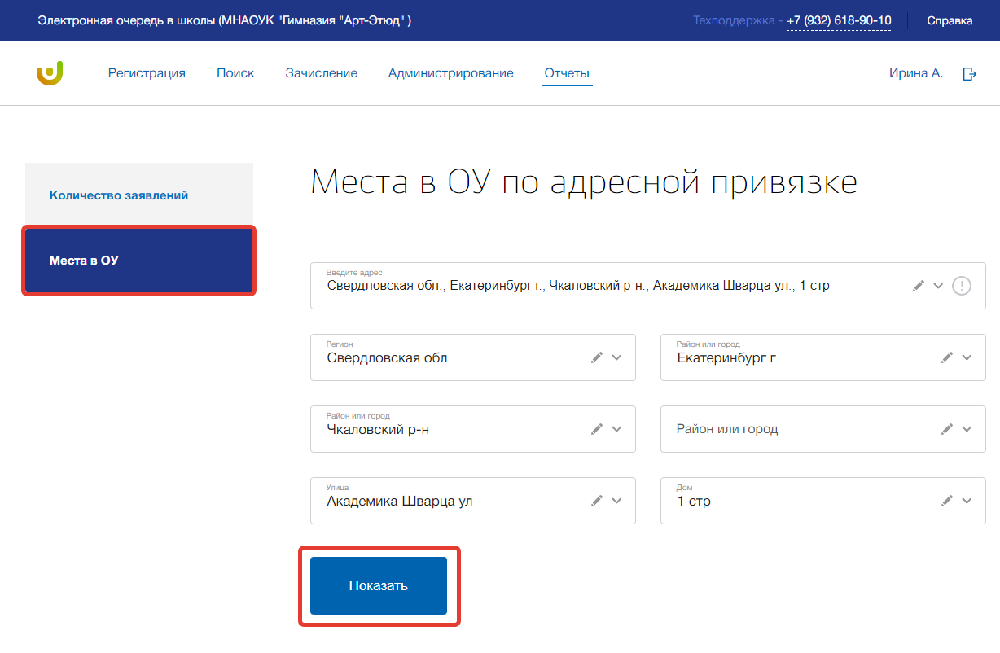 Электронная очередь в школы (МНАОУК "Гимназия "Арт-Этюд" )
Техподдержка - +7 (932) 618-90-10
Справка
Регистрация
Поиск
Зачисление
Администрирование
Отчеты
Ирина А.
Количество заявлений
Места в ОУ
Места в ОУ по адресной привязке
Введите адрес
Свердловская обл., Екатеринбург г., Чкаловский р-н., Академика Шварца ул., 1 стр
Регион
Свердловская обл
Район или город
Екатеринбург г
Район или город
Чкаловский р-н
Район или город
Улица
Академика Шварца ул
Дом
1 стр
Показать